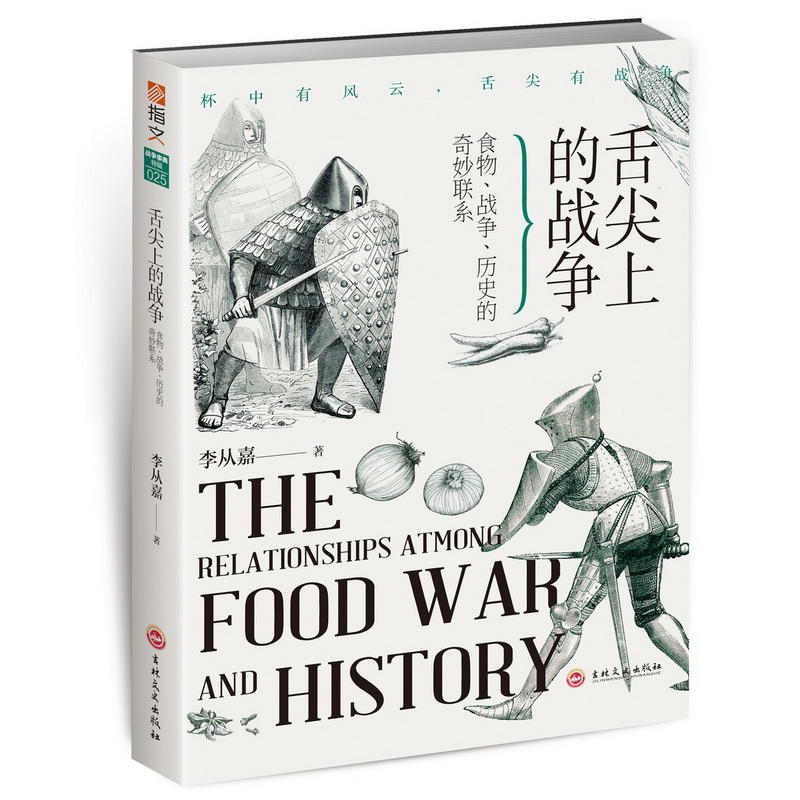 杯中有风云，舌尖有战争
舌尖上
的战争
食物、战争、历史的
奇妙联系
李从嘉——著
THE
RELATIONSHIPS ATMONG
FOOD WAR
AND HISTORY
吉林文史出版社
JILINWENSHICHUBANSHE
指文
战争事典
特辑
025
舌尖上的战争
食物、战争、历史的
奇妙联系
李从嘉——著
吉林文史出版社